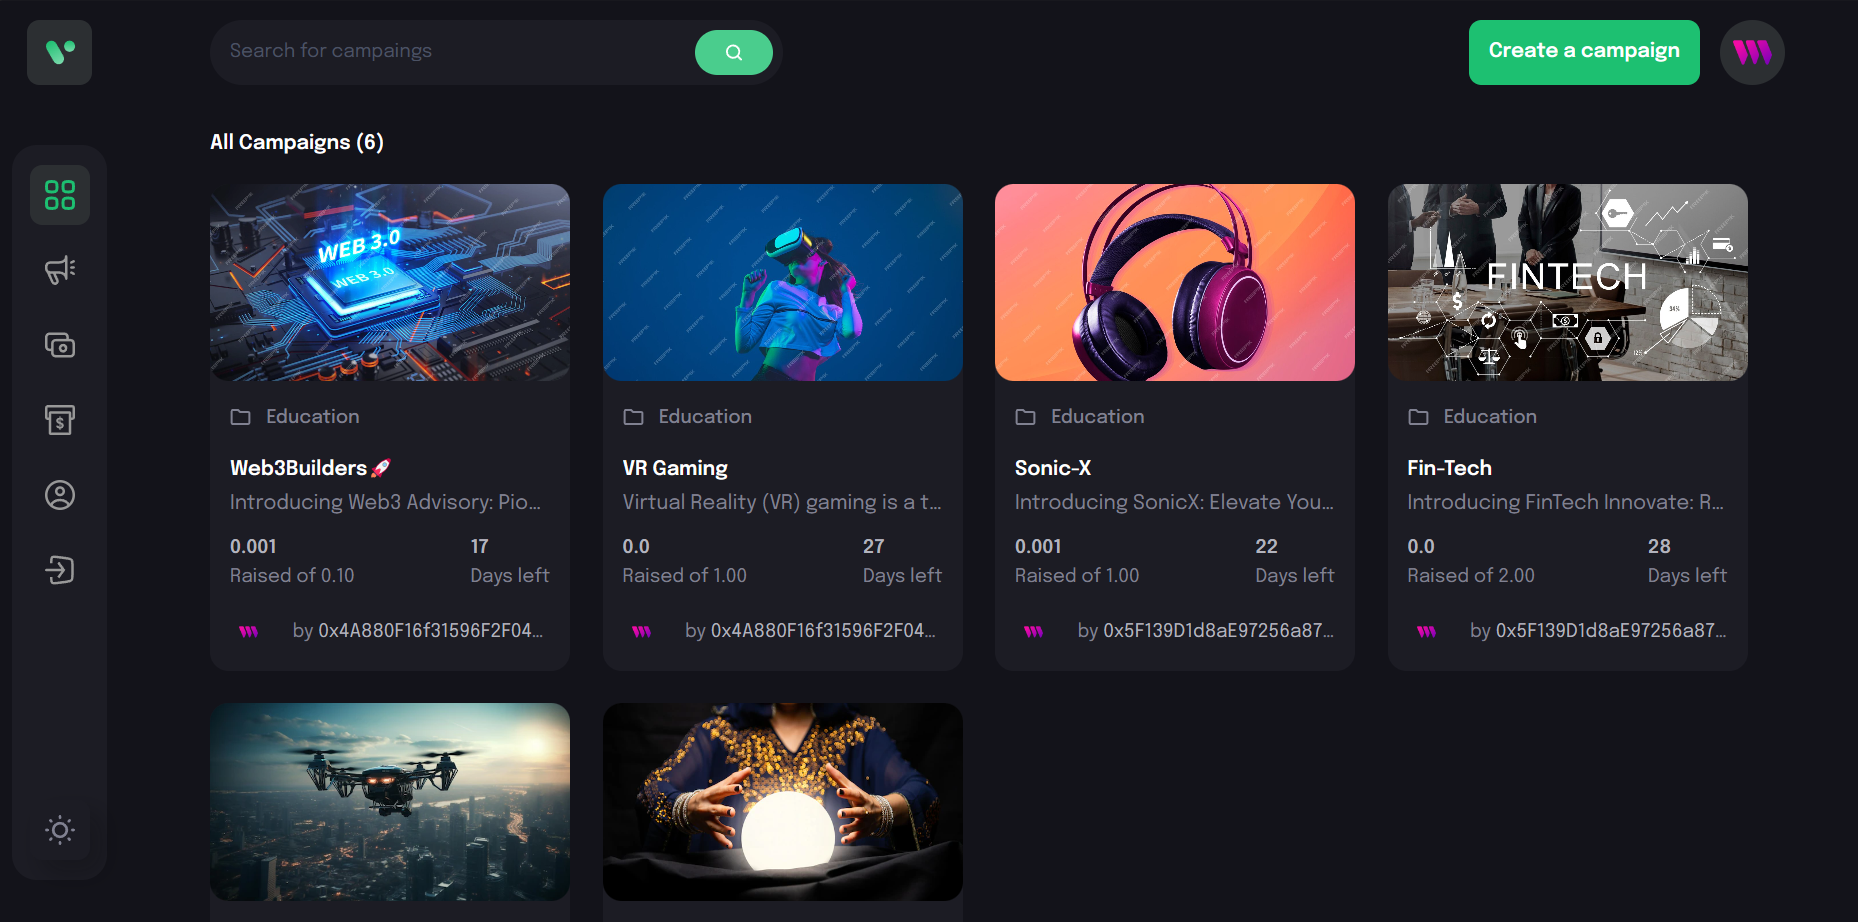 Search for campaings
Create a campaign
All Campaigns (6)
WEB 3.0
WEB 3.0
FINTECH
$
34%
12%
$
$
Education
Education
Education
Education
Web3Builders🚀
VR Gaming
Sonic-X
Fin-Tech
Introducing Web3 Advisory: Pio...
Virtual Reality (VR) gaming is a t...
Introducing SonicX: Elevate You...
Introducing FinTech Innovate: R...
0.001
17
0.0
27
0.001
22
0.0
28
Raised of 0.10
Days left
Raised of 1.00
Days left
Raised of 1.00
Days left
Raised of 2.00
Days left
by 0x4A880F16f31596F2F04...
by 0x4A880F16f31596F2F04...
by 0x5F139D1d8aE97256a87...
by 0x5F139D1d8aE97256a87...